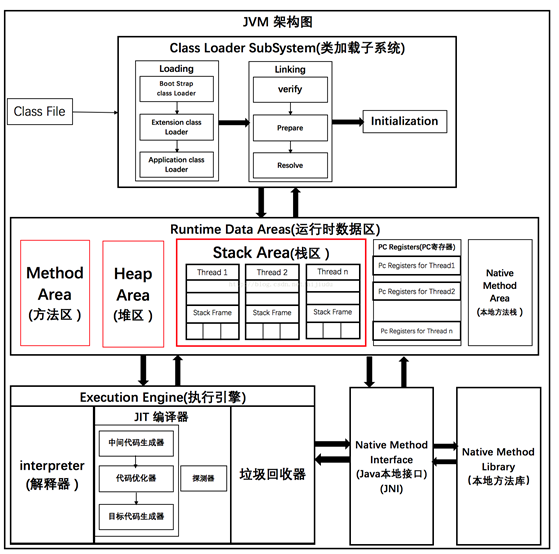 JVM 架构图
Class Loader SubSystem(类加载子系统)
Loading
Boot Strap
class Loader
Extension class
Loader
Application class
Loader
Linking
verify
Prepare
Resolve
Initialization
Class File
Runtime Data Areas(运行时数据区)
Method
Area
(方法区)
Heap
Area
(堆区)
Stack Area(栈区)
Thread 1
Stack Frame
Thread 2
Stack Frame
Thread n
Stack Frame
PC Registers(PC寄存器)
Pc Registers for Thread1
Pc Registers for Thread2
Pc Registers for Thread n
Native
Method
Area
(本地方法栈)
Execution Engine(执行引擎)
interpreter
(解释器)
JIT 编译器
中间代码生成器
代码优化器
目标代码生成器
探测器
垃圾回收器
Native Method
Interface
(Java本地接口)
(JNI)
Native Method
Library
(本地方法库)